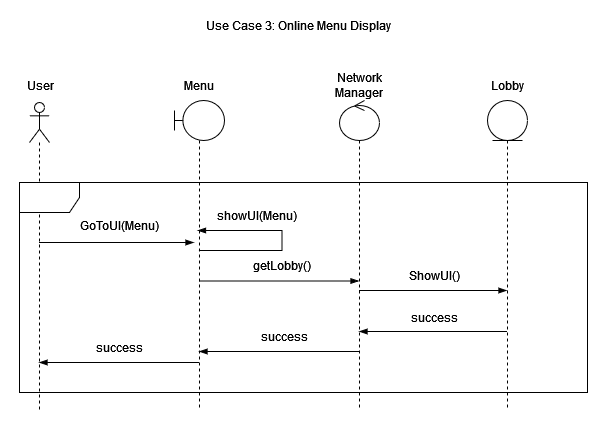 Use Case 3: Online Menu Display
User
Menu
Network
Manager
Lobby
GoToUI(Menu)
showUI(Menu)
getLobby()
ShowUI()
success
success
success